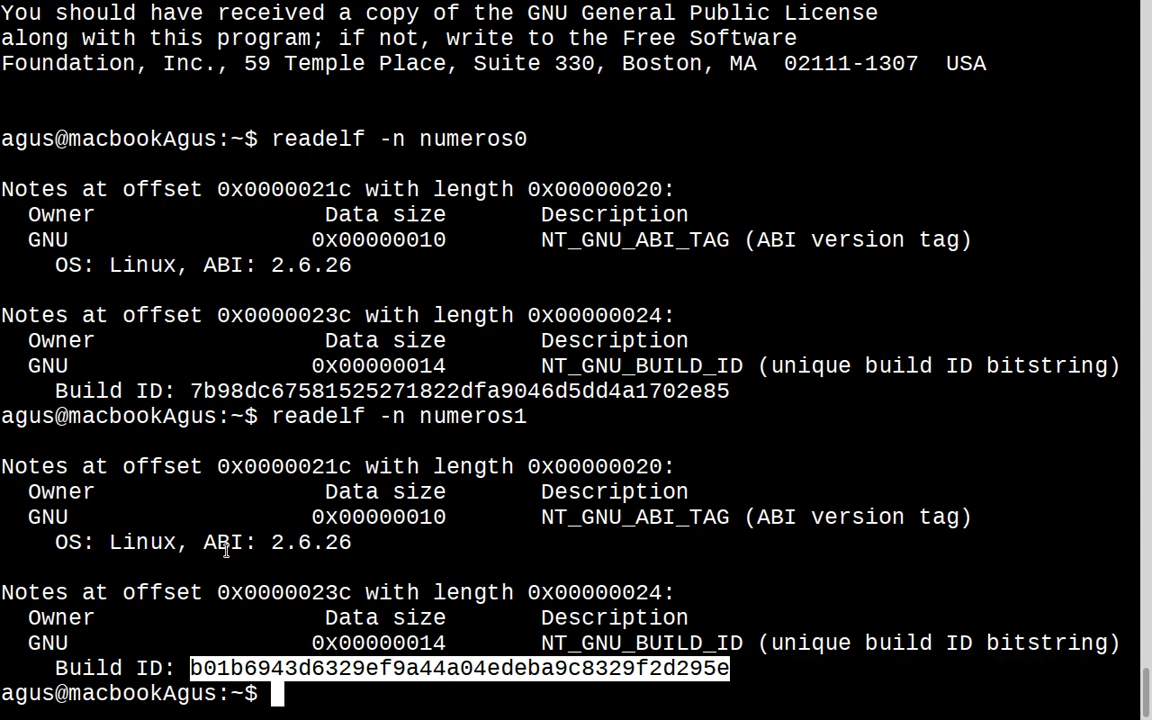 You should have received a copy of the GNU General Public License
along with this program; if not, write to the Free Software
Foundation, Inc., 59 Temple Place, Suite 330, Boston, MA  02111-1307  USA
agus@macbookAgus:~$ readelf -n numeros0
Notes at offset 0x0000021c with length 0x00000020:
  Owner                 Data size       Description
  GNU                  0x00000010       NT_GNU_ABI_TAG (ABI version tag)
    OS: Linux, ABI: 2.6.26
Notes at offset 0x0000023c with length 0x00000024:
  Owner                 Data size       Description
  GNU                  0x00000014       NT_GNU_BUILD_ID (unique build ID bitstring)
    Build ID: 7b98dc67581525271822dfa9046d5dd4a1702e85
agus@macbookAgus:~$ readelf -n numeros1
Notes at offset 0x0000021c with length 0x00000020:
  Owner                 Data size       Description
  GNU                  0x00000010       NT_GNU_ABI_TAG (ABI version tag)
    OS: Linux, ABI: 2.6.26
Notes at offset 0x0000023c with length 0x00000024:
  Owner                 Data size       Description
  GNU                  0x00000014       NT_GNU_BUILD_ID (unique build ID bitstring)
    Build ID: b01b6943d6329ef9a44a04edeba9c8329f2d295e
agus@macbookAgus:~$